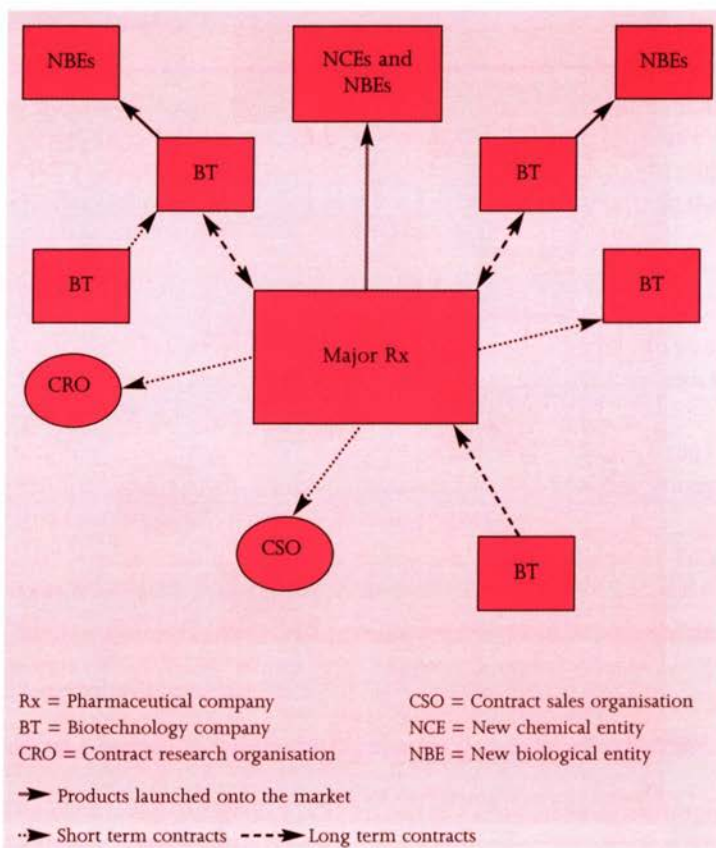 NBEs
NCEs and
NBEs
NBEs
BT
BT
BT
BT
Major Rx
CRO
CSO
BT
Rx = Pharmaceutical company
BT = Biotechnology company
CRO = Contract research organisation
CSO = Contract sales organisation
NCE = New chemical entity
NBE = New biological entity
Products launched onto the market
Short term contracts
Long term contracts